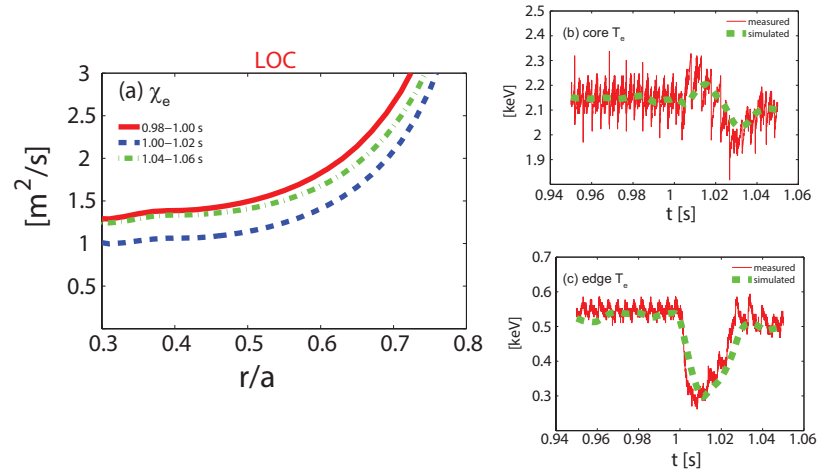 LOC
(a) χe
0.98−1.00 s
1.00−1.02 s
1.04−1.06 s
[m²/s]
3
2.5
2
1.5
1
0.5
0.3 0.4 0.5 0.6 0.7 0.8
r/a
(b) core Te
measured
simulated
[keV]
2.4
2.3
2.2
2.1
2
1.9
1.8
0.94 0.96 0.98 1 1.02 1.04 1.06
t [s]
(c) edge Te
measured
simulated
[keV]
0.7
0.6
0.5
0.4
0.3
0.94 0.96 0.98 1 1.02 1.04 1.06
t [s]